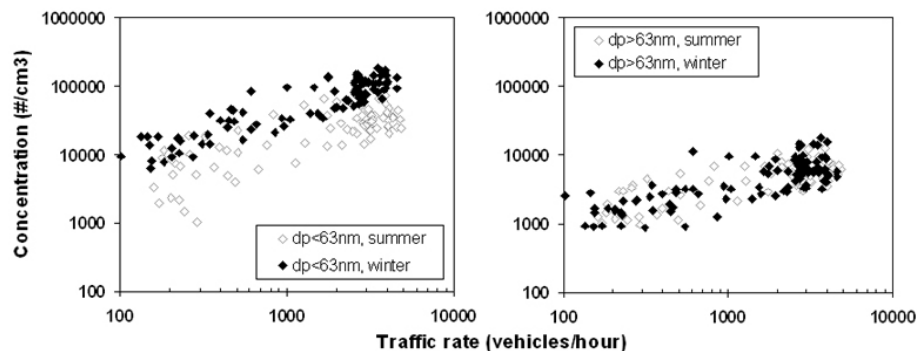 1000000
100000
10000
1000
100
100
1000
10000
dp<63nm, summer
dp<63nm, winter
1000000
100000
10000
1000
100
100
1000
10000
dp>63nm, summer
dp>63nm, winter
Concentration (#/cm3)
Traffic rate (vehicles/hour)